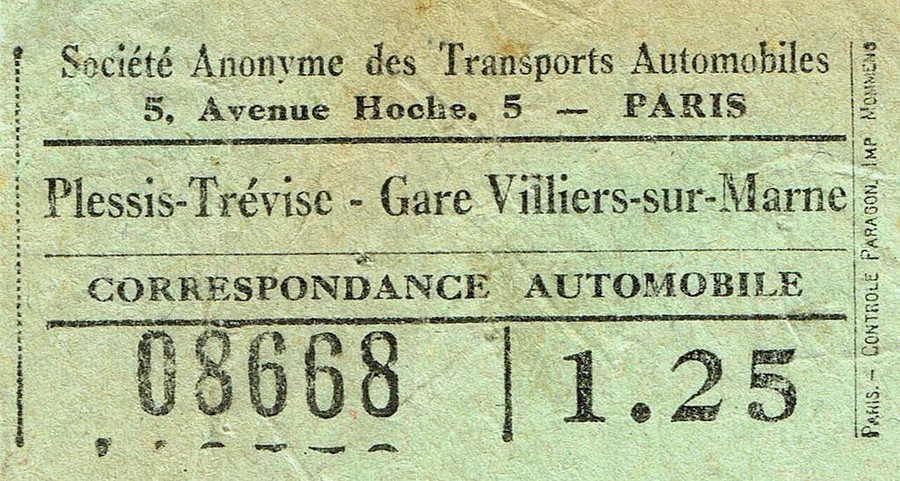 Société Anonyme des Transports Automobiles
5, Avenue Hoche, 5 — PARIS
Plessis-Trévise - Gare Villiers-sur-Marne
CORRESPONDANCE AUTOMOBILE
08668
1.25
PARIS. — CONTROLE PARAGON, IMP MOMMENS